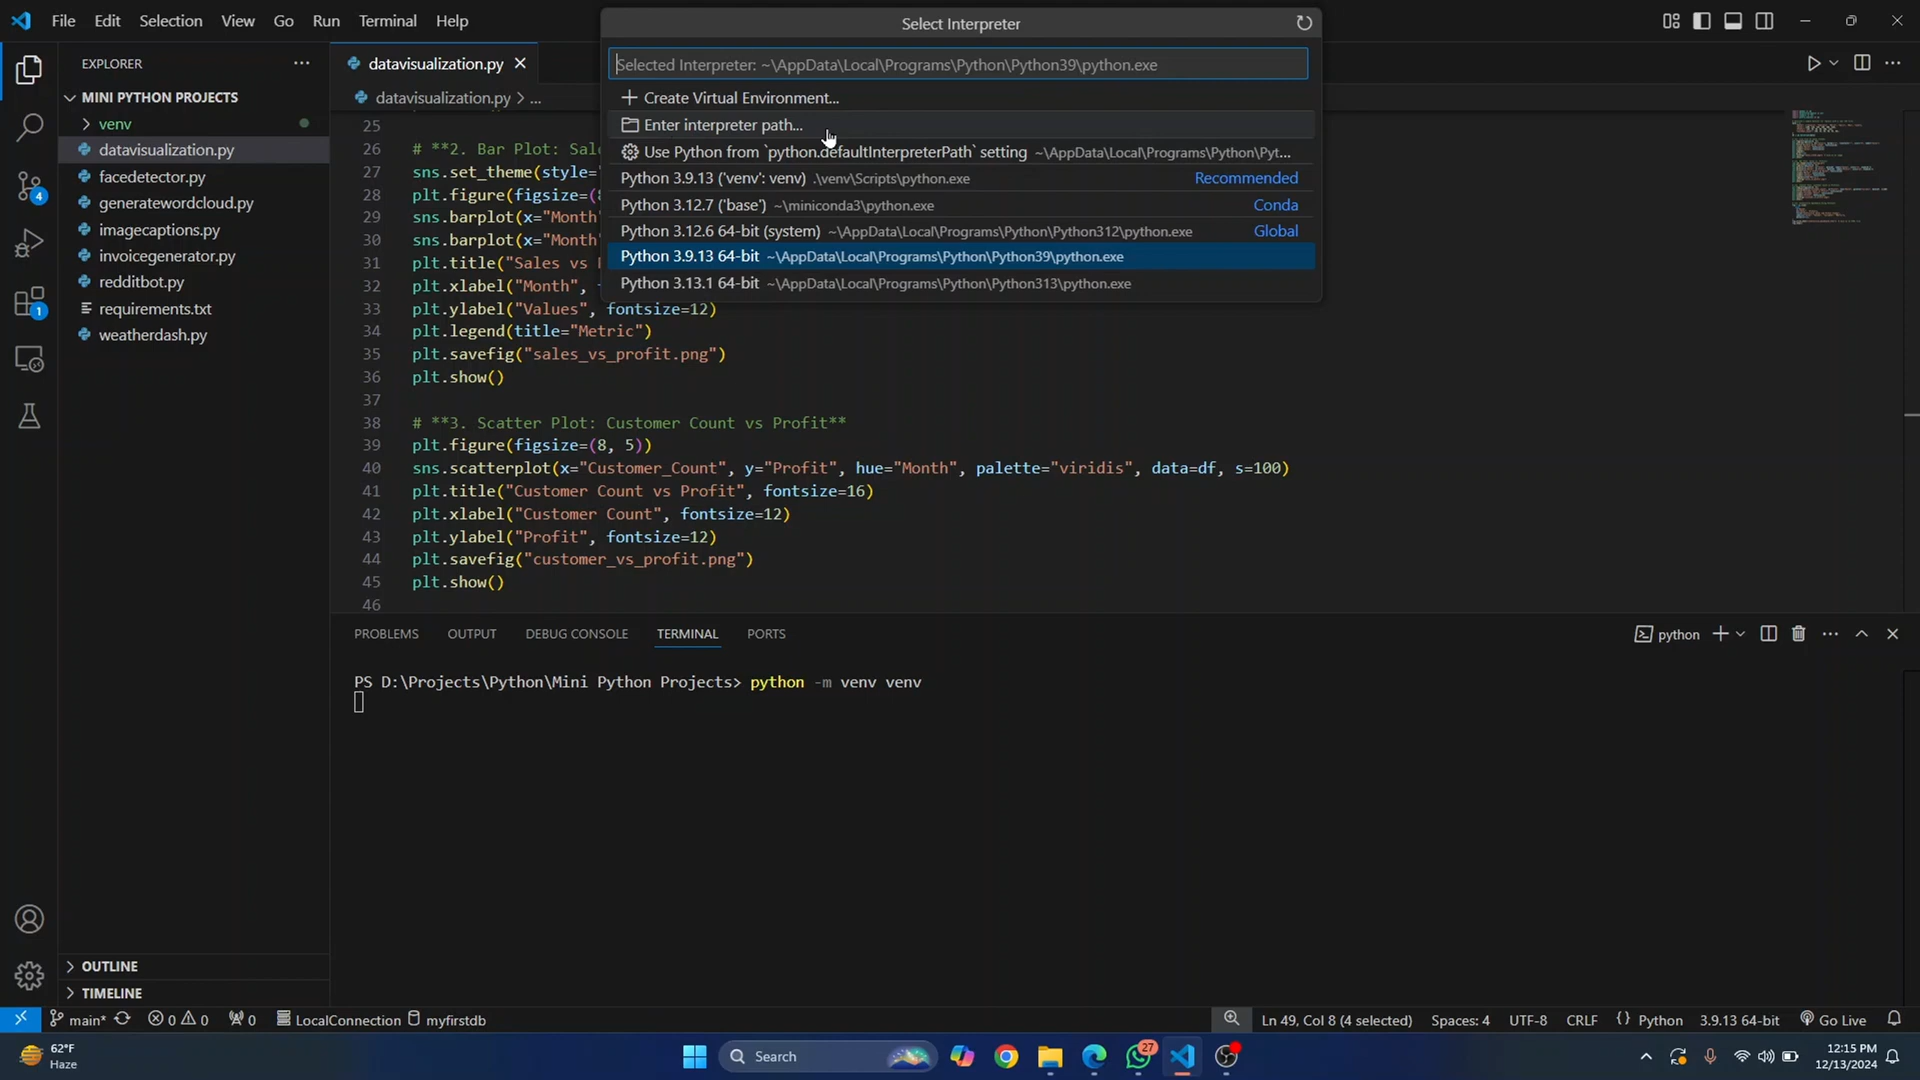 File Edit Selection View Go Run Terminal Help
Select Interpreter
Selected Interpreter: ~\AppData\Local\Programs\Python\Python39\python.exe
Create Virtual Environment...
Enter interpreter path...
Use Python from `python.defaultInterpreterPath` setting ~\AppData\Local\Programs\Python\Pyt...
Python 3.9.13 ('venv': venv) .\venv\Scripts\python.exe Recommended
Python 3.12.7 ('base') ~\miniconda3\python.exe Conda
Python 3.12.6 64-bit (system) ~\AppData\Local\Programs\Python\Python312\python.exe Global
Python 3.9.13 64-bit ~\AppData\Local\Programs\Python\Python39\python.exe
Python 3.13.1 64-bit ~\AppData\Local\Programs\Python\Python313\python.exe
EXPLORER
MINI PYTHON PROJECTS
venv
datavisualization.py
facedetector.py
generatewordcloud.py
imagecaptions.py
invoicegenerator.py
redditbot.py
requirements.txt
weatherdash.py
OUTLINE
TIMELINE
4
1
datavisualization.py
datavisualization.py > ...
25
26 # **2. Bar Plot: Sal
27 sns.set_theme(style=
28 plt.figure(figsize=(8
29 sns.barplot(x="Month"
30 sns.barplot(x="Month"
31 plt.title("Sales vs P
32 plt.xlabel("Month",
33 plt.ylabel("Values", fontsize=12)
34 plt.legend(title="Metric")
35 plt.savefig("sales_vs_profit.png")
36 plt.show()
37
38 # **3. Scatter Plot: Customer Count vs Profit**
39 plt.figure(figsize=(8, 5))
40 sns.scatterplot(x="Customer_Count", y="Profit", hue="Month", palette="viridis", data=df, s=100)
41 plt.title("Customer Count vs Profit", fontsize=16)
42 plt.xlabel("Customer Count", fontsize=12)
43 plt.ylabel("Profit", fontsize=12)
44 plt.savefig("customer_vs_profit.png")
45 plt.show()
46
PROBLEMS OUTPUT DEBUG CONSOLE TERMINAL PORTS
python
PS D:\Projects\Python\Mini Python Projects> python -m venv venv
main* 0 0 0 LocalConnection myfirstdb
Ln 49, Col 8 (4 selected) Spaces: 4 UTF-8 CRLF Python 3.9.13 64-bit Go Live
62°F
Haze
Search
27
12:15 PM
12/13/2024